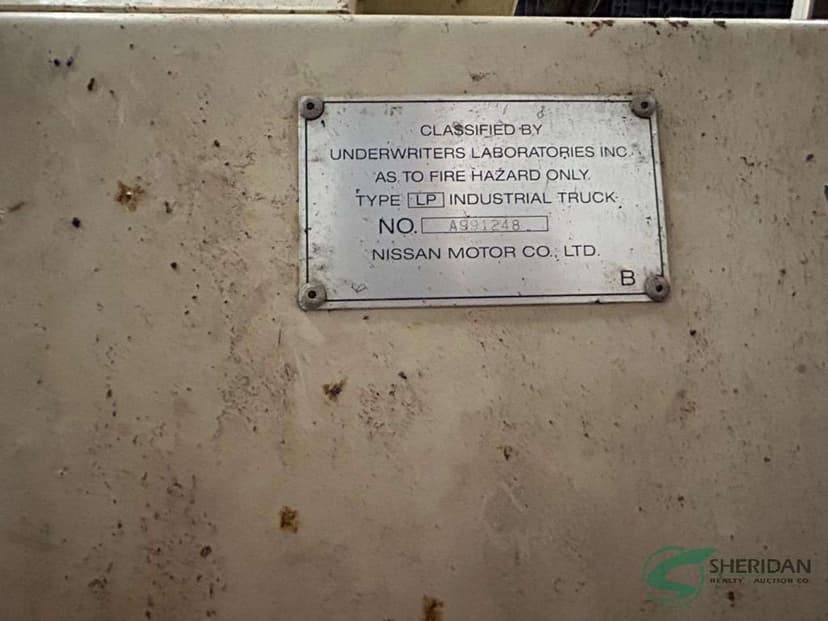 CLASSIFIED BY
UNDERWRITERS LABORATORIES INC.
AS TO FIRE HAZARD ONLY.
TYPE LP INDUSTRIAL TRUCK
NO. A991248
NISSAN MOTOR CO., LTD.
B
SHERIDAN
REALTY & AUCTION CO.